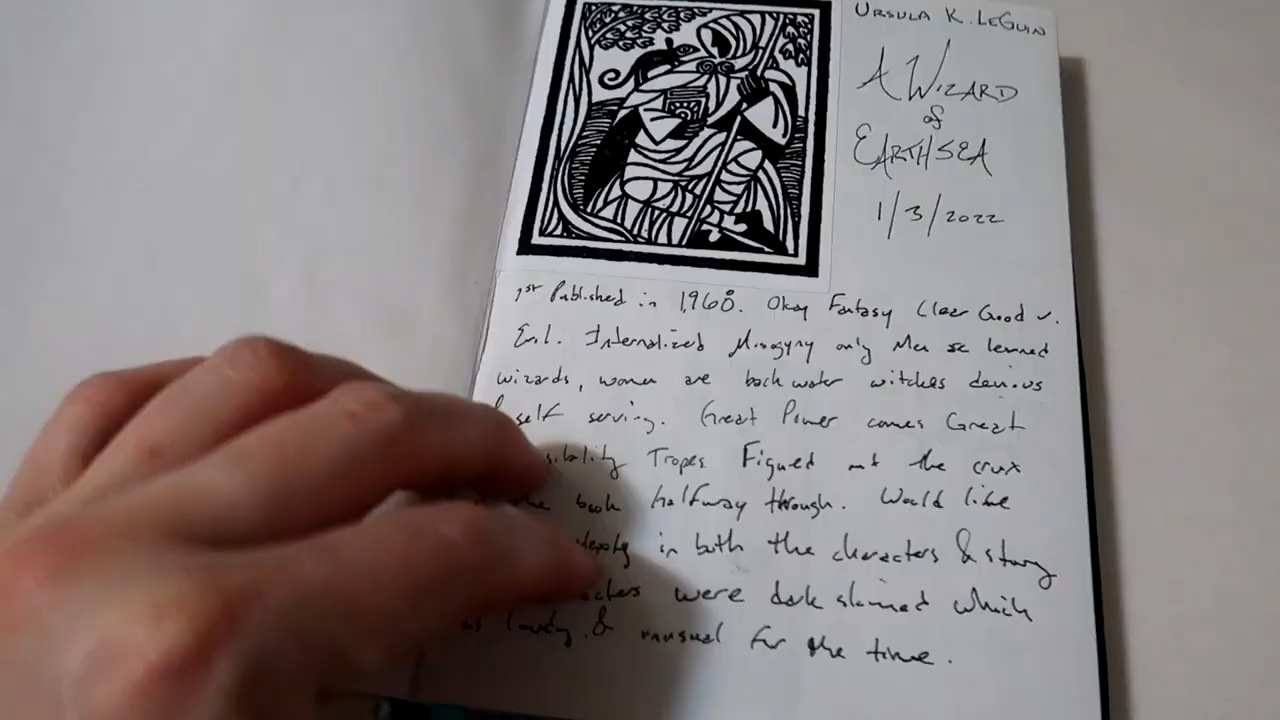 URSULA K. LEGUIN
A WIZARD
of
EARTHSEA
1/3/2022
1st Published in 1968. Okay Fantasy Clear Good v.
Evil. Internalized Misogyny only Men se learned
wizards, women are backwater witches devious
& self serving. Great Power comes Great
Tropes. Figured out the crux
the book halfway through. Would like
in both the characters & story
were dark skinned which
lovely & unusual for the time.